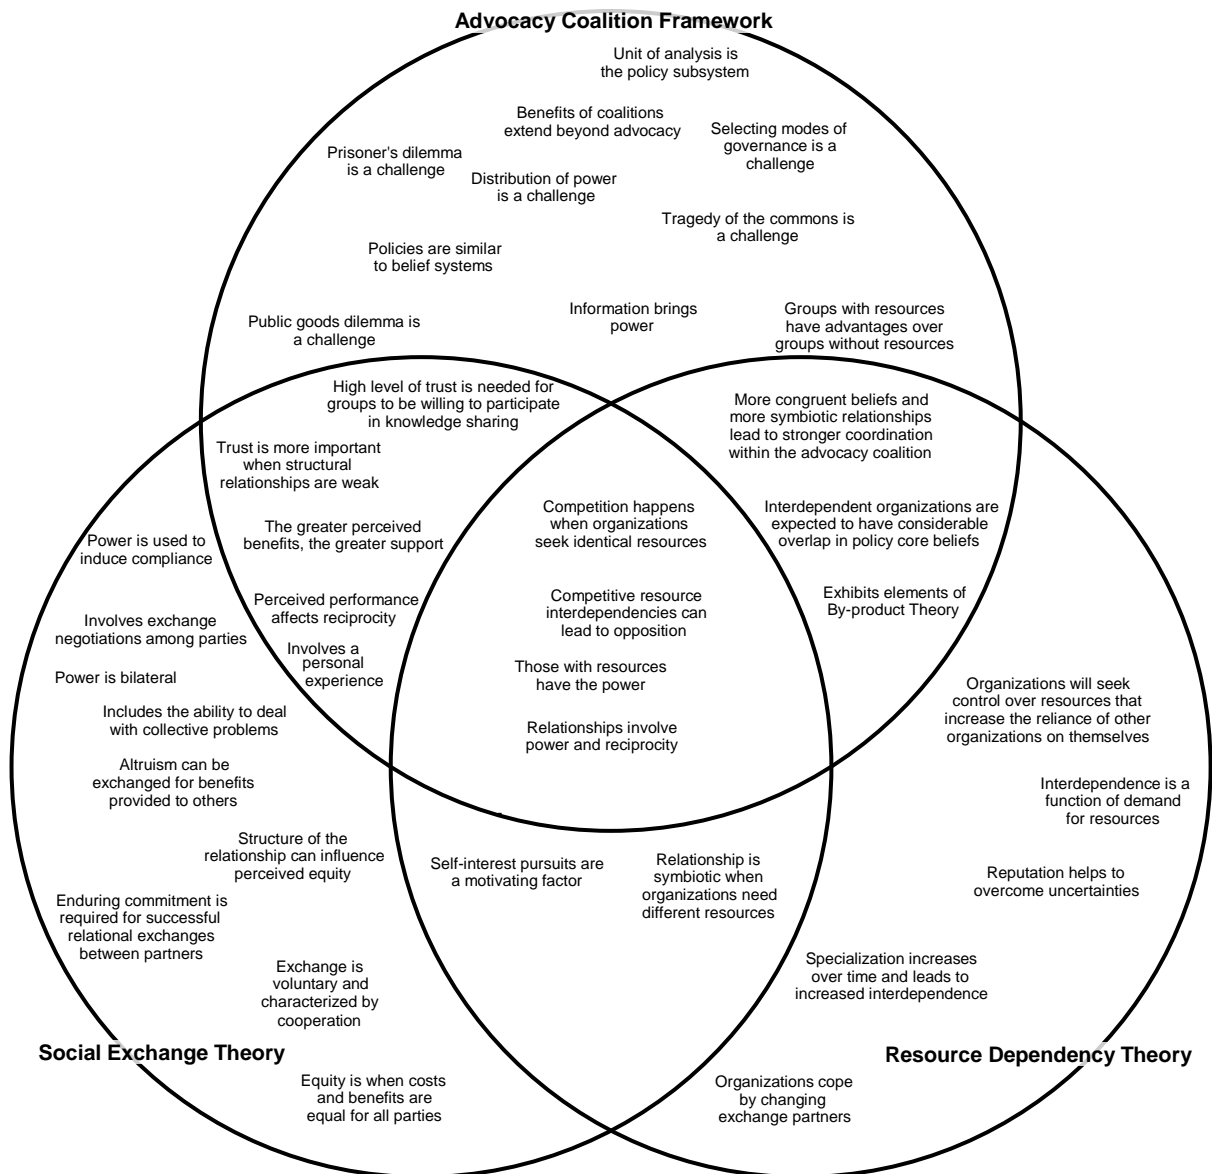 Advocacy Coalition Framework
Unit of analysis is
the policy subsystem
Benefits of coalitions
extend beyond advocacy
Selecting modes of
governance is a
challenge
Prisoner's dilemma
is a challenge
Distribution of power
is a challenge
Tragedy of the commons is
a challenge
Policies are similar
to belief systems
Information brings
power
Groups with resources
have advantages over
groups without resources
Public goods dilemma is
a challenge
High level of trust is needed for
groups to be willing to participate
in knowledge sharing
More congruent beliefs and
more symbiotic relationships
lead to stronger coordination
within the advocacy coalition
Trust is more important
when structural
relationships are weak
Competition happens
when organizations
seek identical resources
Interdependent organizations are
expected to have considerable
overlap in policy core beliefs
The greater perceived
benefits, the greater support
Power is used to
induce compliance
Exhibits elements of
By-product Theory
Perceived performance
affects reciprocity
Competitive resource
interdependencies can
lead to opposition
Involves exchange
negotiations among parties
Involves a
personal
experience
Those with resources
have the power
Power is bilateral
Organizations will seek
control over resources that
increase the reliance of other
organizations on themselves
Includes the ability to deal
with collective problems
Relationships involve
power and reciprocity
Altruism can be
exchanged for benefits
provided to others
Interdependence is a
function of demand
for resources
Structure of the
relationship can influence
perceived equity
Self-interest pursuits are
a motivating factor
Relationship is
symbiotic when
organizations need
different resources
Reputation helps to
overcome uncertainties
Enduring commitment is
required for successful
relational exchanges
between partners
Exchange is
voluntary and
characterized by
cooperation
Specialization increases
over time and leads to
increased interdependence
Social Exchange Theory
Resource Dependency Theory
Equity is when costs
and benefits are
equal for all parties
Organizations cope
by changing
exchange partners